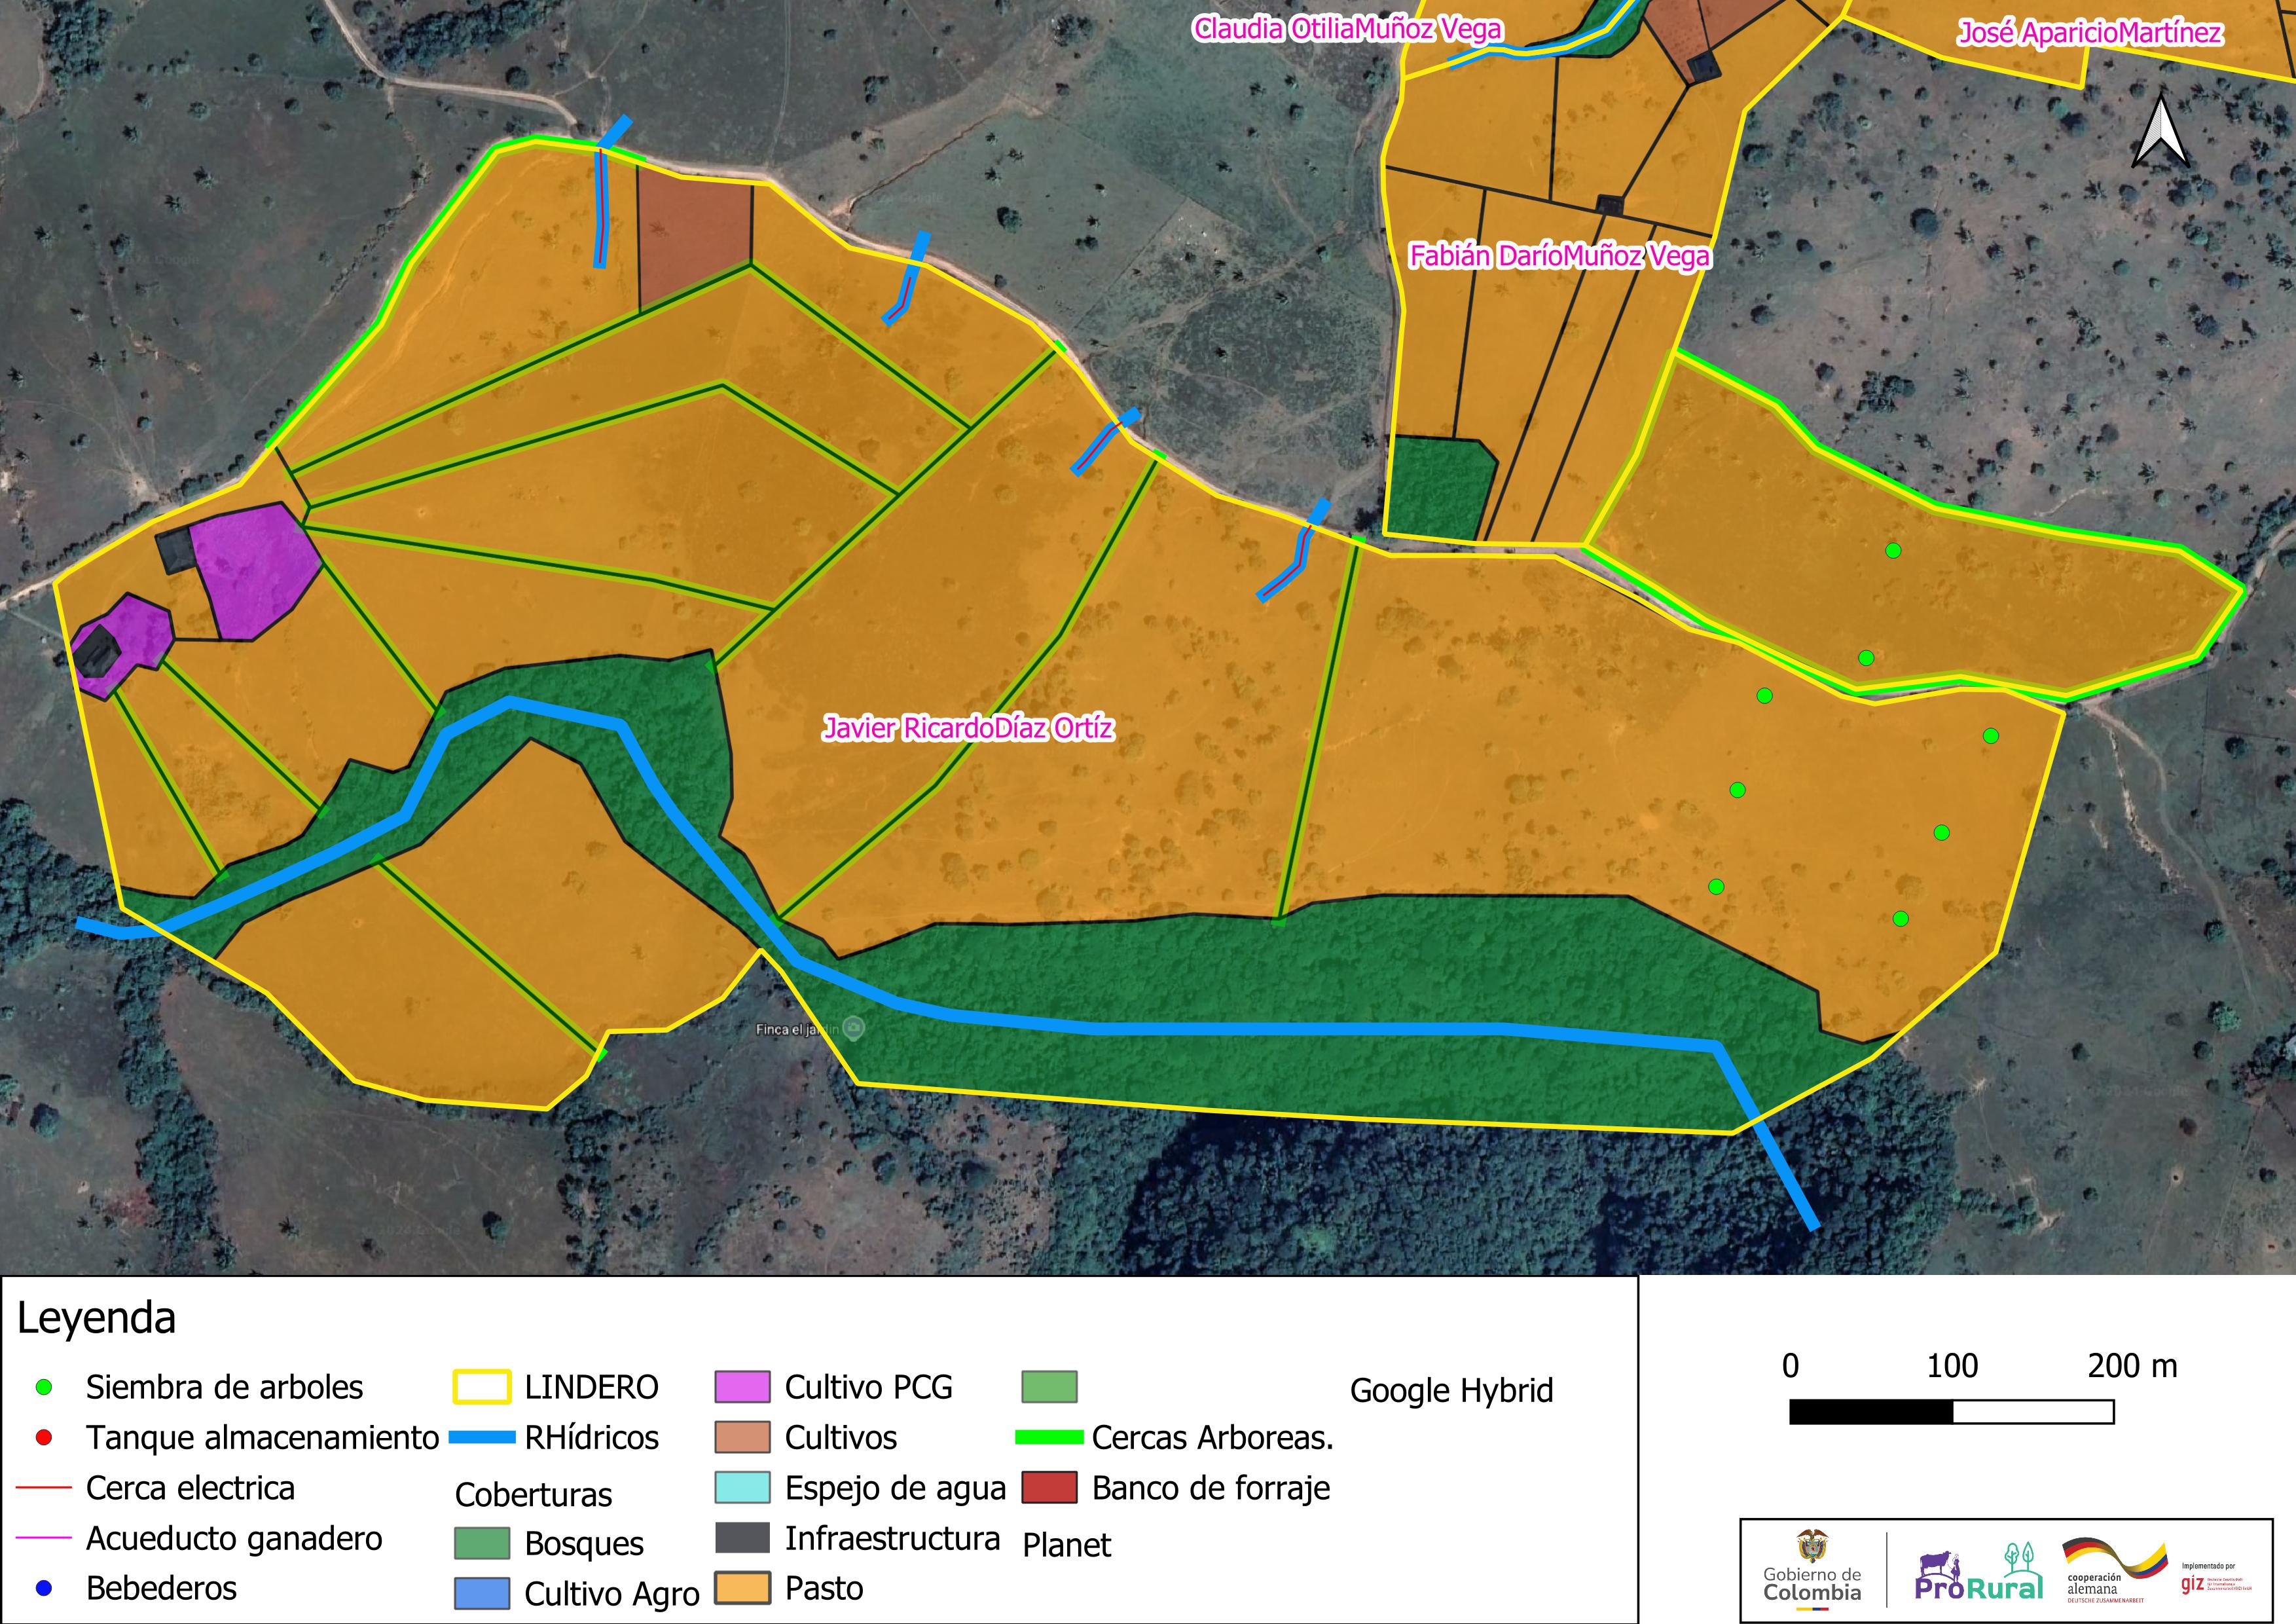 Claudia OtiliaMuñoz Vega
José AparicioMartínez
Fabián DaríoMuñoz Vega
Javier RicardoDíaz Ortíz
Finca el jardin
Leyenda
Siembra de arboles
Tanque almacenamiento
Cerca electrica
Acueducto ganadero
Bebederos
LINDERO
RHídricos
Coberturas
Bosques
Cultivo Agro
Cultivo PCG
Cultivos
Espejo de agua
Infraestructura
Pasto
Cercas Arboreas.
Banco de forraje
Planet
Google Hybrid
0 100 200 m
Gobierno de
Colombia
ProRural
cooperación
alemana
DEUTSCHE ZUSAMMENARBEIT
Implementado por
giz